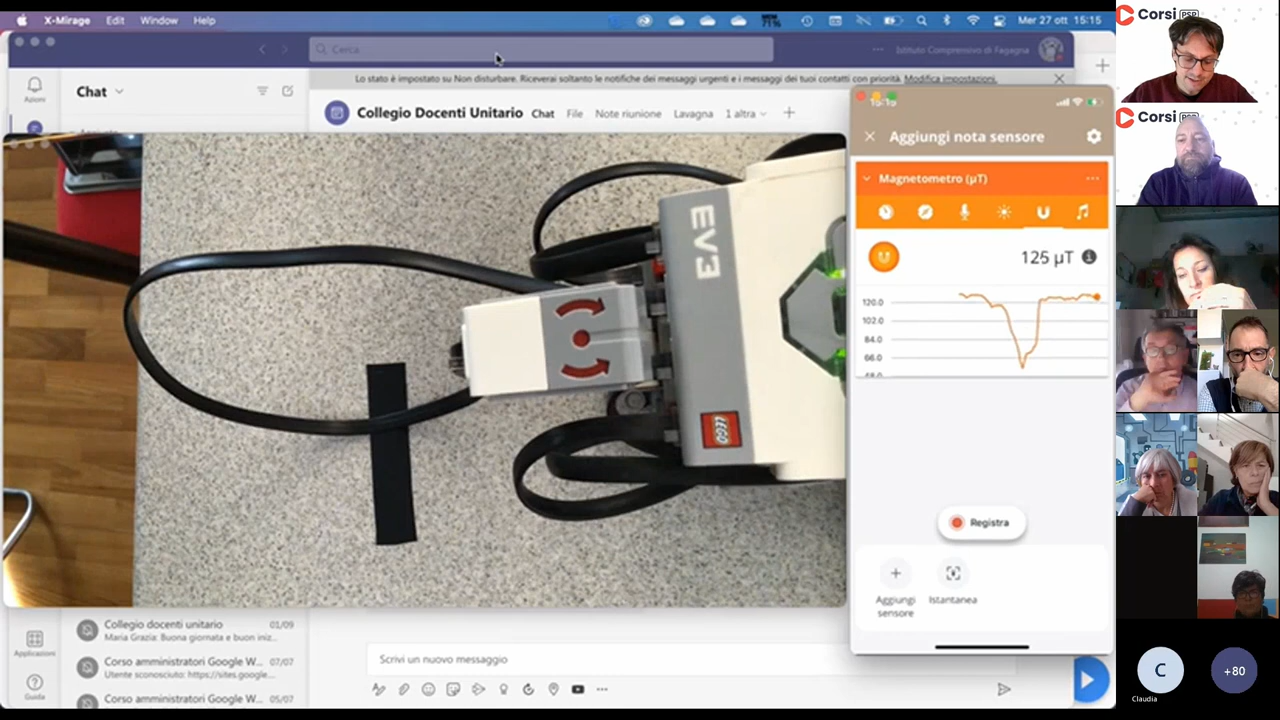 X-Mirage Edit Window Help
Mer 27 ott 15:15
Cerca
Istituto Comprensivo di Fagagna
Lo stato è impostato su Non disturbare. Riceverai soltanto le notifiche dei messaggi urgenti e i messaggi dei tuoi contatti con priorità. Modifica impostazioni.
Azioni
Chat
Collegio Docenti Unitario Chat File Note riunione Lavagna 1 altra
EV3
LEGO
Aggiungi nota sensore
Magnetometro (µT)
125 µT
120.0
102.0
84.0
66.0
48.0
Registra
Aggiungi
sensore
Istantanea
Collegio docenti unitario 01/09
Maria Grazia: Buona giornata e buon iniz...
Corso amministratori Google W... 07/07
Utente sconosciuto: https://sites.google...
Corso amministratori Google W... 05/07
Applicazioni
Guida
Scrivi un nuovo messaggio
Corsi PSP
Corsi PSP
C
Claudia
+80